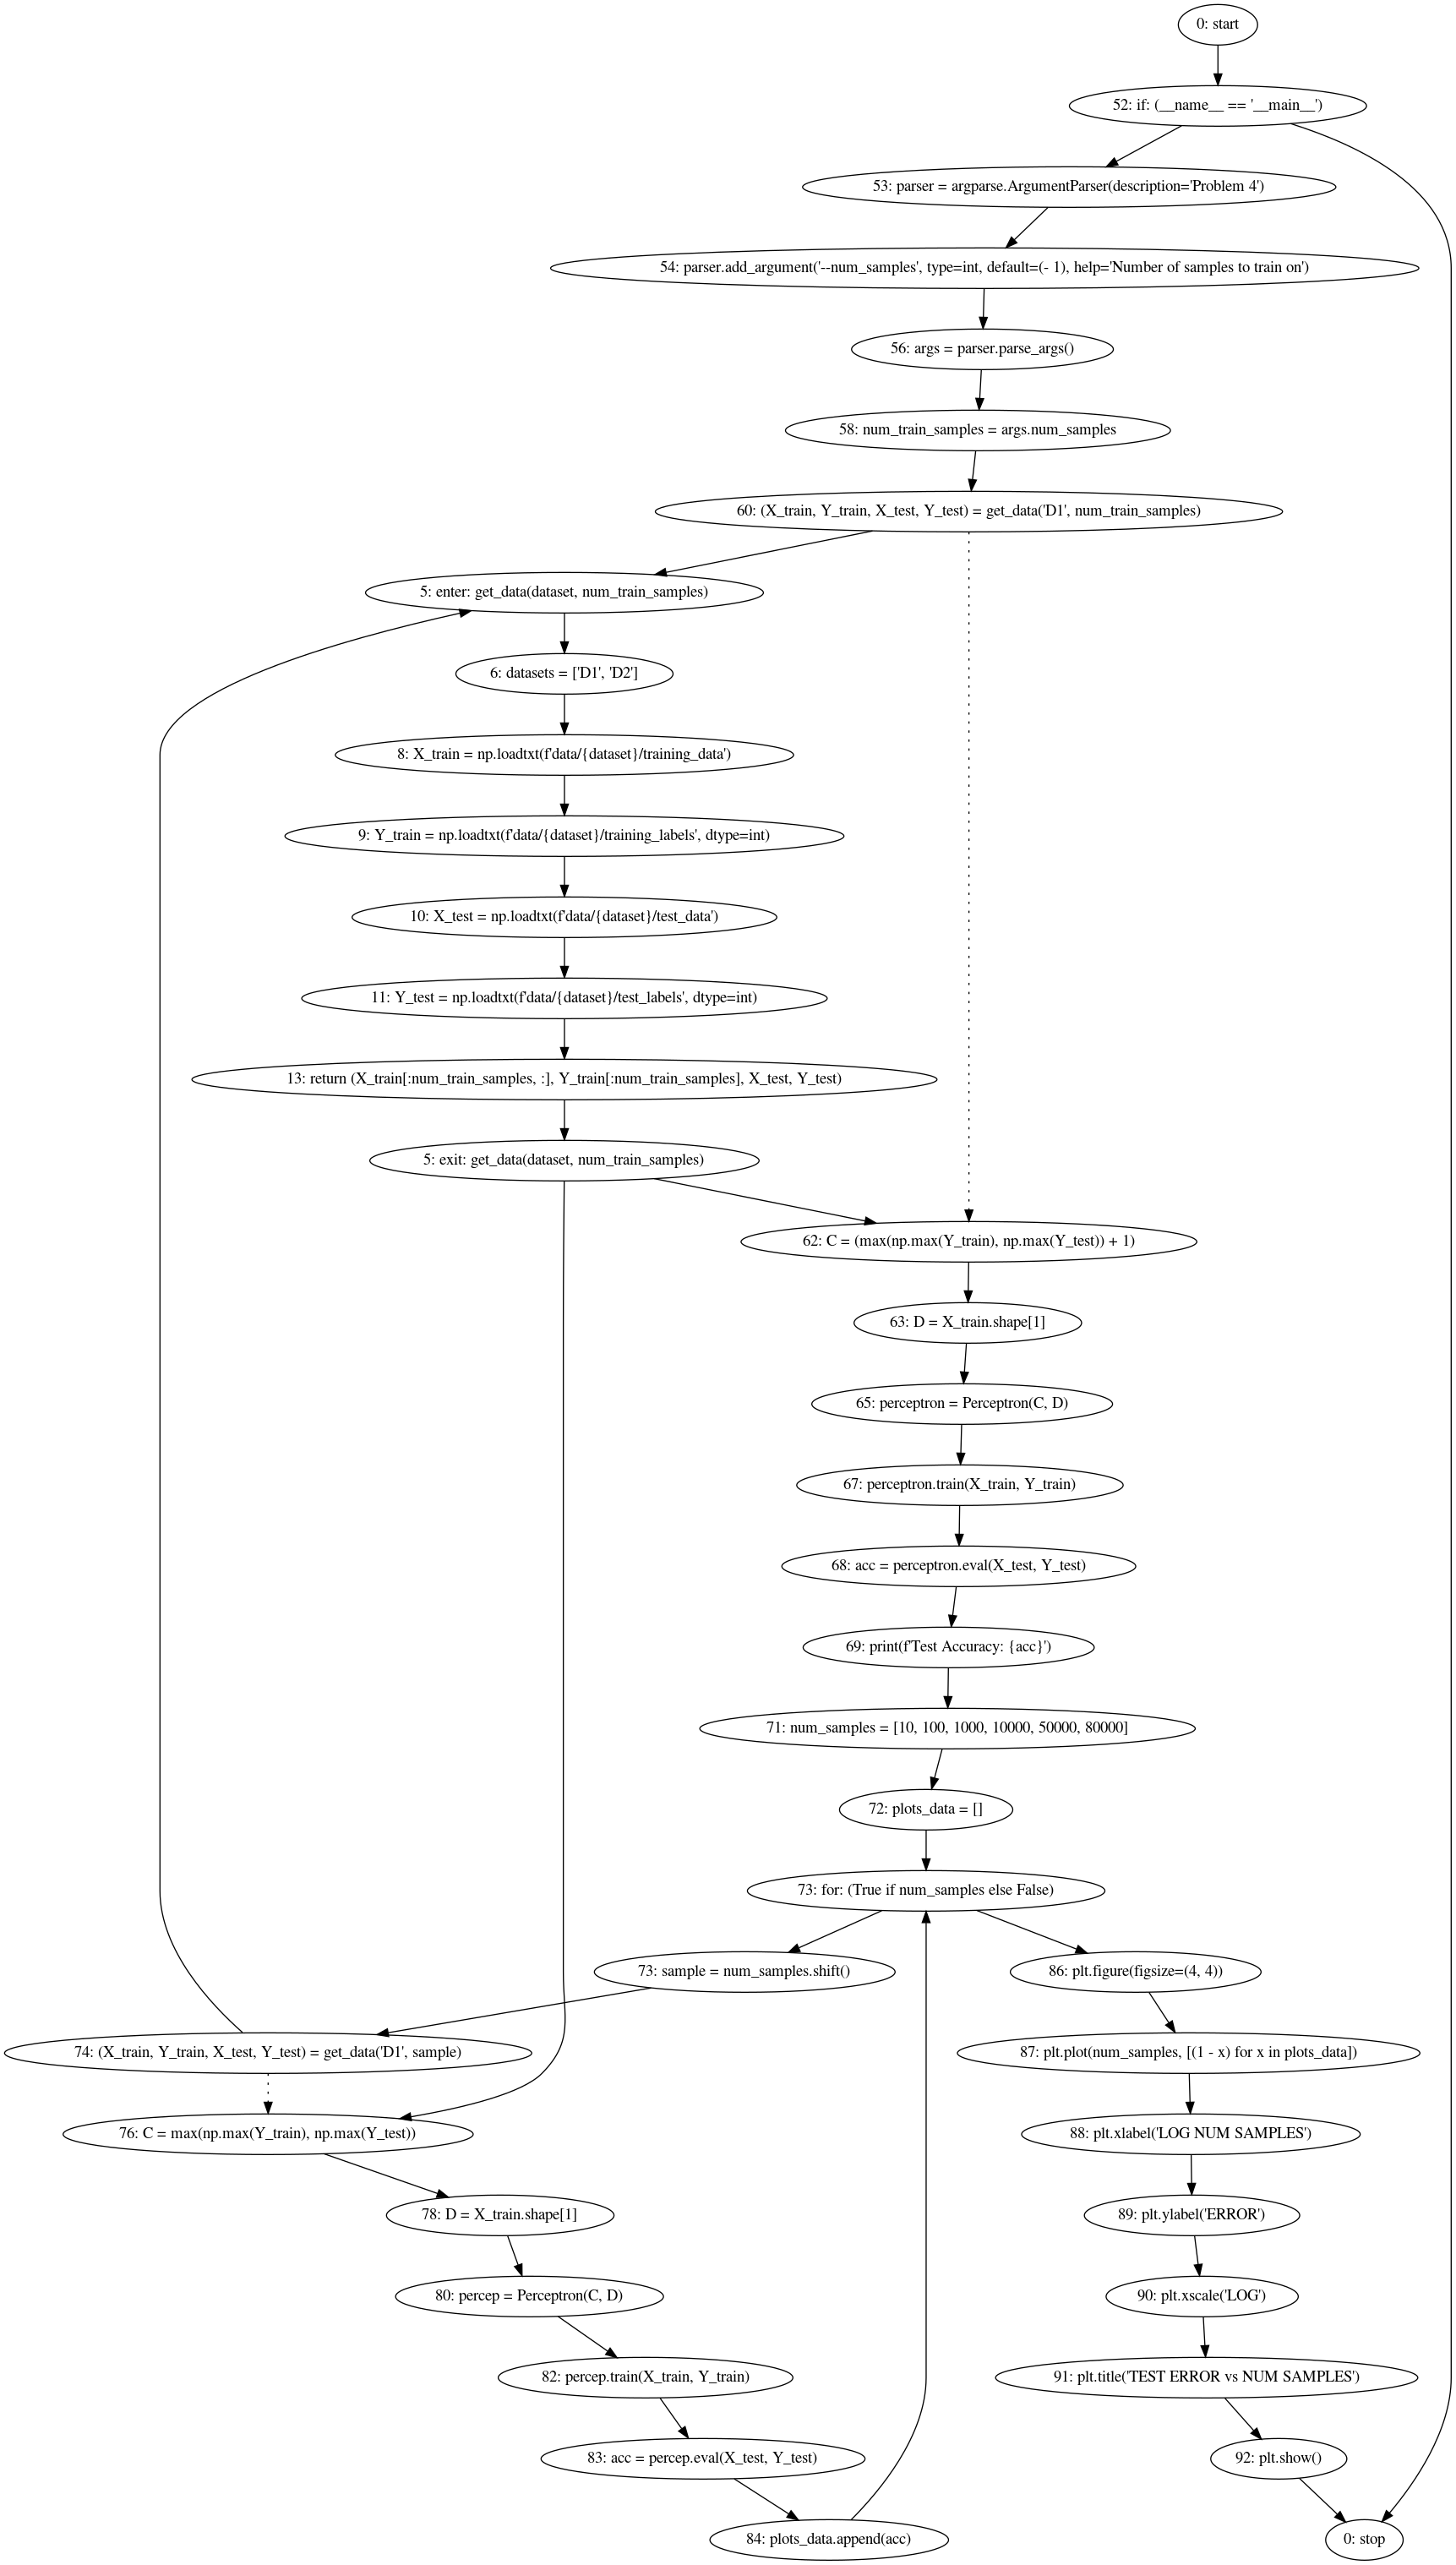 0: start
52: if: (__name__ == '__main__')
53: parser = argparse.ArgumentParser(description='Problem 4')
54: parser.add_argument('--num_samples', type=int, default=(- 1), help='Number of samples to train on')
56: args = parser.parse_args()
58: num_train_samples = args.num_samples
60: (X_train, Y_train, X_test, Y_test) = get_data('D1', num_train_samples)
5: enter: get_data(dataset, num_train_samples)
6: datasets = ['D1', 'D2']
8: X_train = np.loadtxt(f'data/{dataset}/training_data')
9: Y_train = np.loadtxt(f'data/{dataset}/training_labels', dtype=int)
10: X_test = np.loadtxt(f'data/{dataset}/test_data')
11: Y_test = np.loadtxt(f'data/{dataset}/test_labels', dtype=int)
13: return (X_train[:num_train_samples, :], Y_train[:num_train_samples], X_test, Y_test)
5: exit: get_data(dataset, num_train_samples)
62: C = (max(np.max(Y_train), np.max(Y_test)) + 1)
63: D = X_train.shape[1]
65: perceptron = Perceptron(C, D)
67: perceptron.train(X_train, Y_train)
68: acc = perceptron.eval(X_test, Y_test)
69: print(f'Test Accuracy: {acc}')
71: num_samples = [10, 100, 1000, 10000, 50000, 80000]
72: plots_data = []
73: for: (True if num_samples else False)
73: sample = num_samples.shift()
86: plt.figure(figsize=(4, 4))
74: (X_train, Y_train, X_test, Y_test) = get_data('D1', sample)
87: plt.plot(num_samples, [(1 - x) for x in plots_data])
76: C = max(np.max(Y_train), np.max(Y_test))
88: plt.xlabel('LOG NUM SAMPLES')
78: D = X_train.shape[1]
89: plt.ylabel('ERROR')
80: percep = Perceptron(C, D)
90: plt.xscale('LOG')
82: percep.train(X_train, Y_train)
91: plt.title('TEST ERROR vs NUM SAMPLES')
83: acc = percep.eval(X_test, Y_test)
92: plt.show()
84: plots_data.append(acc)
0: stop